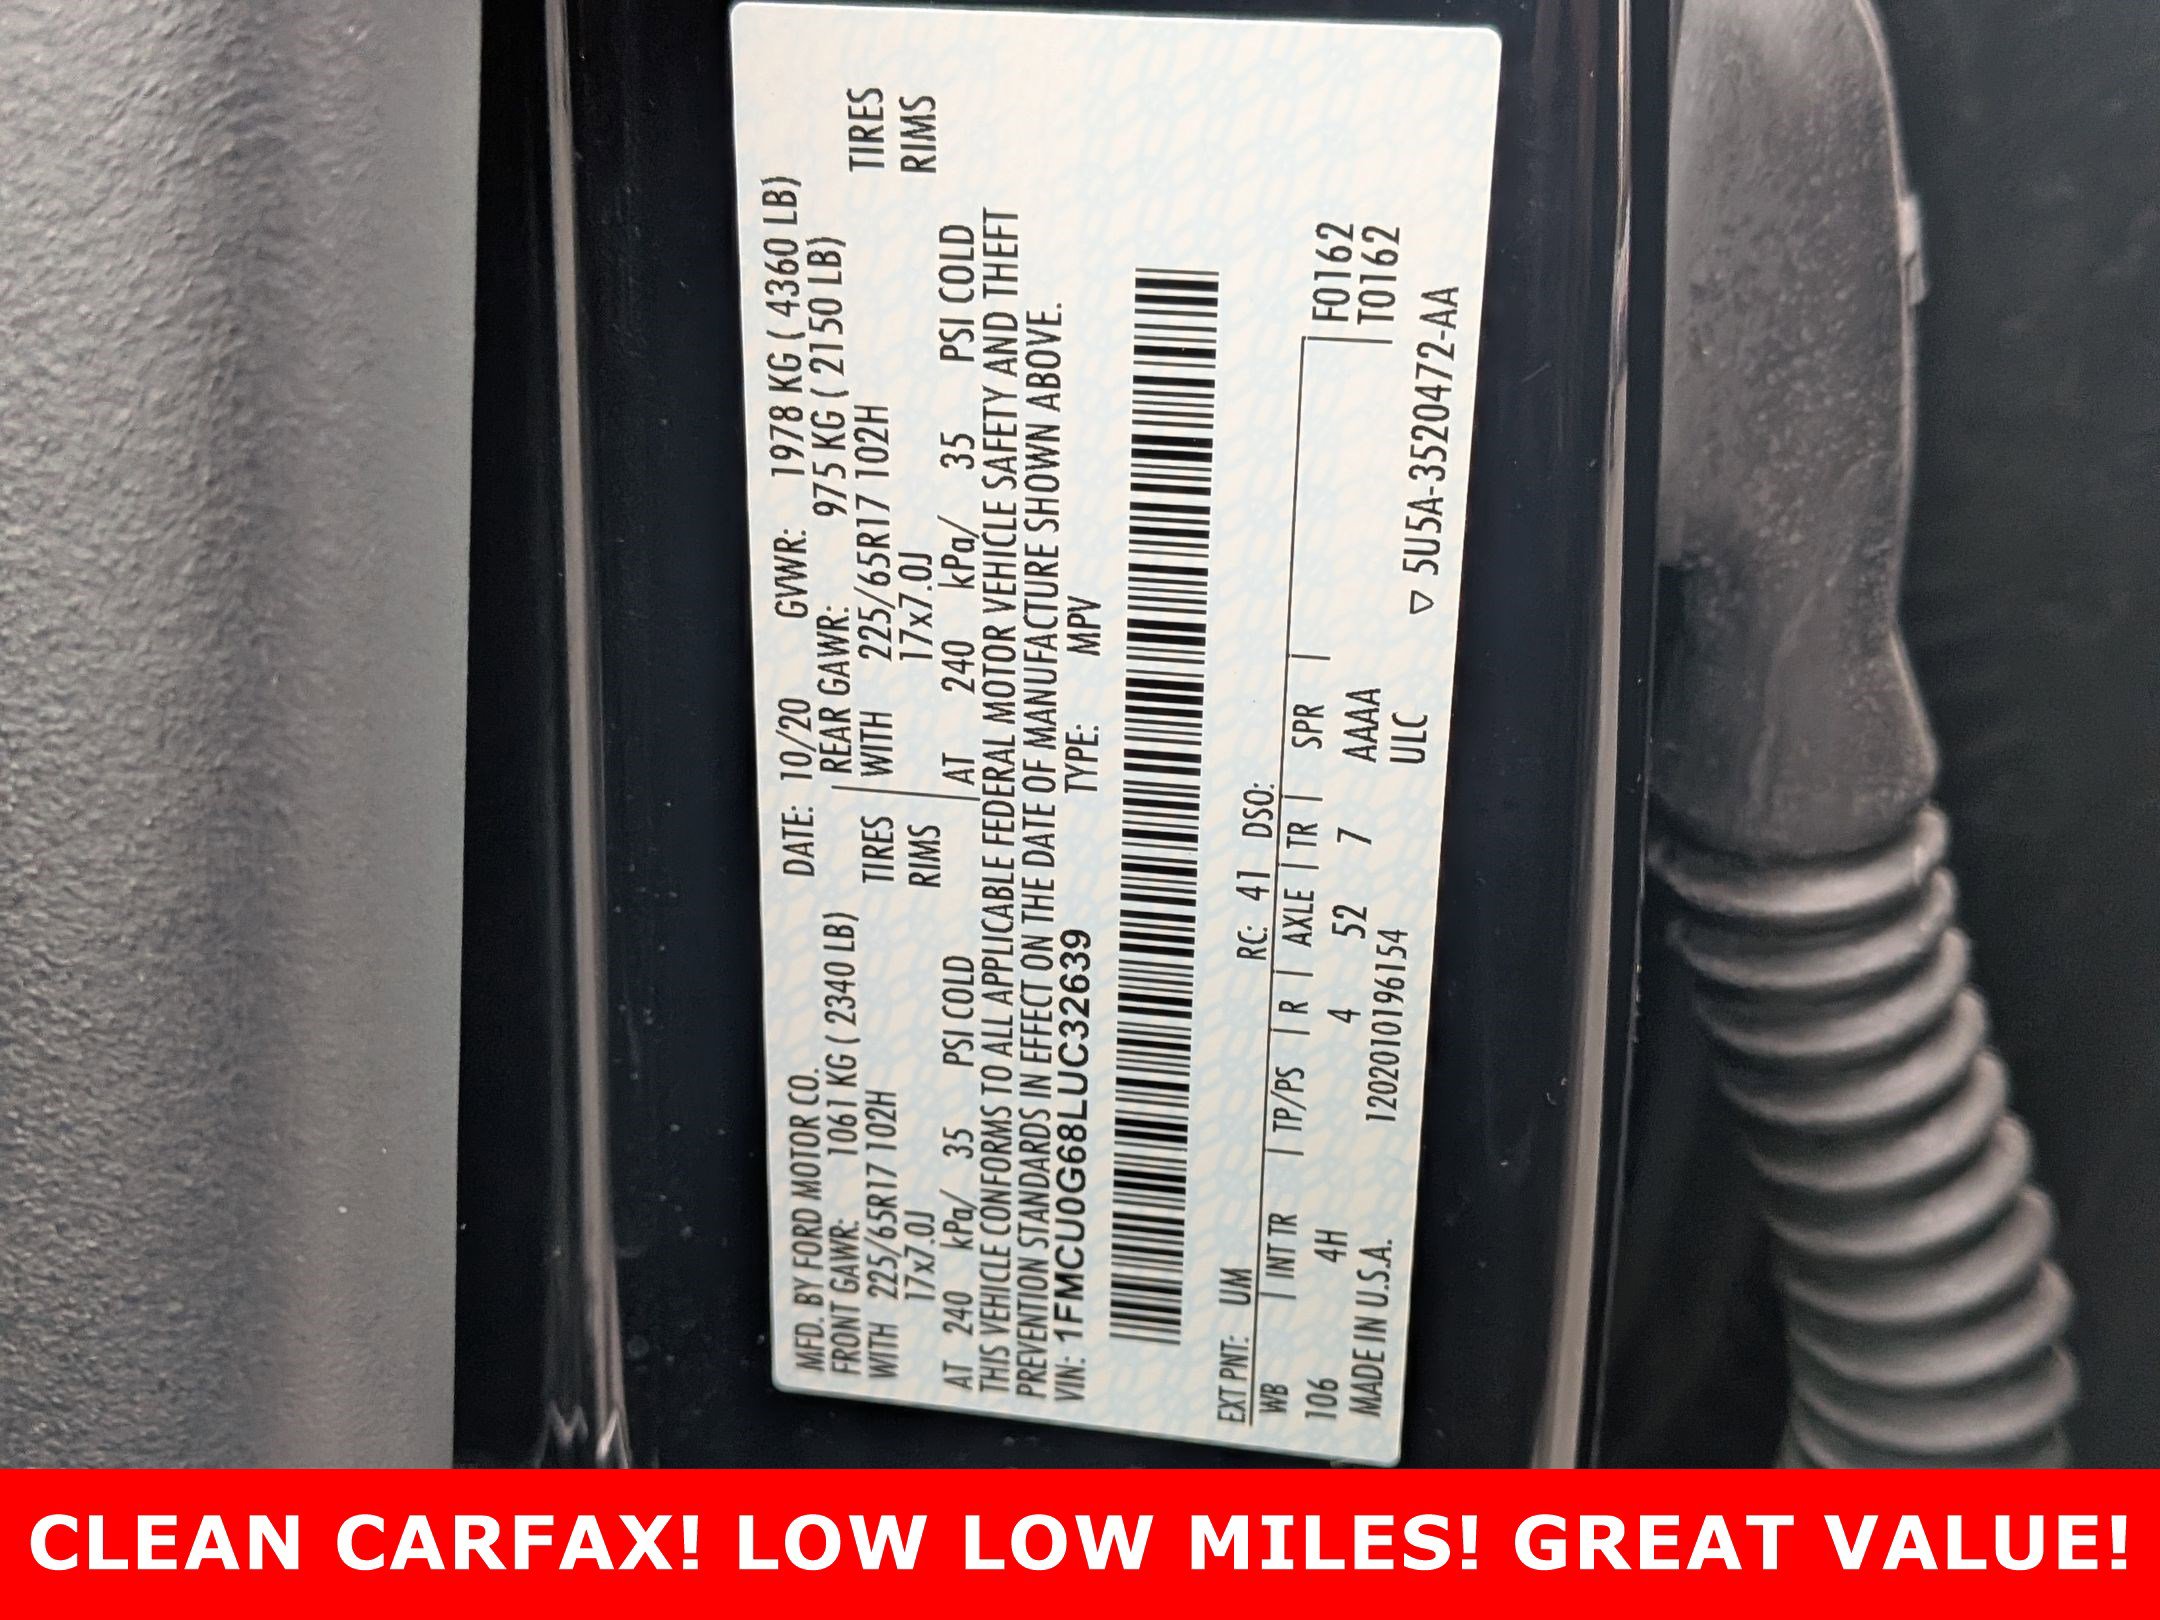 MFD. BY FORD MOTOR CO. DATE: 10/20 GVWR: 1978 KG ( 4360 LB)
FRONT GAWR: 1061 KG ( 2340 LB) REAR GAWR: 975 KG ( 2150 LB)
WITH 225/65R17 102H TIRES WITH 225/65R17 102H TIRES
17x7.0J RIMS 17x7.0J RIMS
AT 240 kPa/ 35 PSI COLD AT 240 kPa/ 35 PSI COLD
THIS VEHICLE CONFORMS TO ALL APPLICABLE FEDERAL MOTOR VEHICLE SAFETY AND THEFT
PREVENTION STANDARDS IN EFFECT ON THE DATE OF MANUFACTURE SHOWN ABOVE.
VIN: 1FMCU0G68LUC32639 TYPE: MPV
EXT PNT: UM RC: 41 DSO:
WB | INT TR | TP/PS | R | AXLE | TR | SPR | F0162
106 4H 4 4 52 7 AAAA T0162
MADE IN U.S.A. 120201019 6154 ULC
▽ 5U5A-3520472-AA
CLEAN CARFAX! LOW LOW MILES! GREAT VALUE!